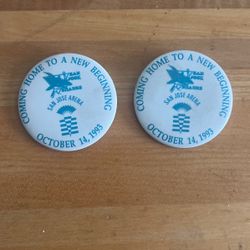 COMING HOME TO A NEW BEGINNING
SAN JOSE ARENA
OCTOBER 14, 1993
COMING HOME TO A NEW BEGINNING
SAN JOSE ARENA
OCTOBER 14, 1993